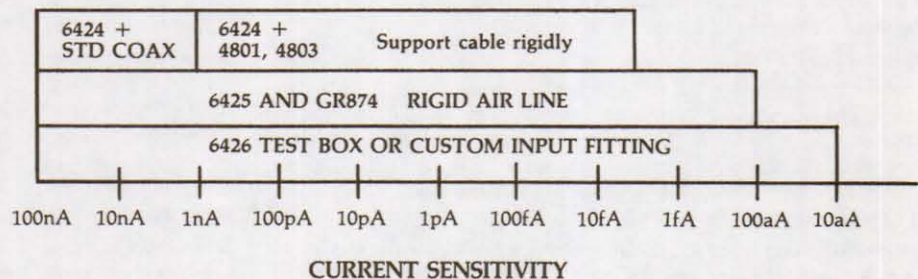 6424 +
STD COAX
6424 +
4801, 4803
Support cable rigidly
6425 AND GR874 RIGID AIR LINE
6426 TEST BOX OR CUSTOM INPUT FITTING
100nA 10nA 1nA 100pA 10pA 1pA 100fA 10fA 1fA 100aA 10aA
CURRENT SENSITIVITY